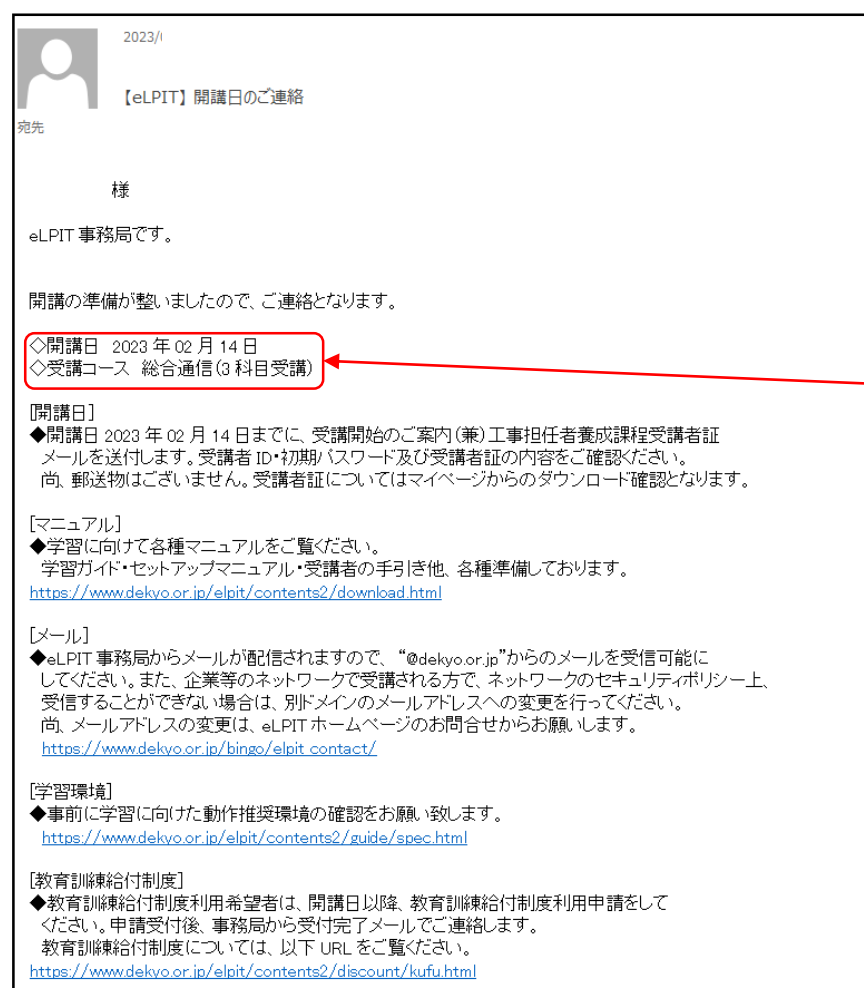 2023/
【eLPIT】開講日のご連絡
宛先
様
eLPIT 事務局です。
開講の準備が整いましたので、ご連絡となります。
◇開講日 2023 年 02 月 14 日
◇受講コース 総合通信(3 科目受講)
[開講日]
◆開講日 2023 年 02 月 14 日までに、受講開始のご案内(兼)工事担任者養成課程受講者証
メールを送付します。受講者 ID・初期パスワード及び受講者証の内容をご確認ください。
尚、郵送物はございません。受講者証についてはマイページからのダウンロード確認となります。
[マニュアル]
◆学習に向けて各種マニュアルをご覧ください。
学習ガイド・セットアップマニュアル・受講者の手引き他、各種準備しております。
https://www.dekyo.or.jp/elpit/contents2/download.html
[メール]
◆eLPIT 事務局からメールが配信されますので、“@dekyo.or.jp”からのメールを受信可能に
してください。また、企業等のネットワークで受講される方で、ネットワークのセキュリティポリシー上、
受信することができない場合は、別ドメインのメールアドレスへの変更を行ってください。
尚、メールアドレスの変更は、eLPIT ホームページのお問合せからお願いします。
https://www.dekyo.or.jp/bingo/elpit_contact/
[学習環境]
◆事前に学習に向けた動作推奨環境の確認をお願い致します。
https://www.dekyo.or.jp/elpit/contents2/guide/spec.html
[教育訓練給付制度]
◆教育訓練給付制度利用希望者は、開講日以降、教育訓練給付制度利用申請をして
ください。申請受付後、事務局から受付完了メールでご連絡します。
教育訓練給付制度については、以下 URL をご覧ください。
https://www.dekyo.or.jp/elpit/contents2/discount/kufu.html